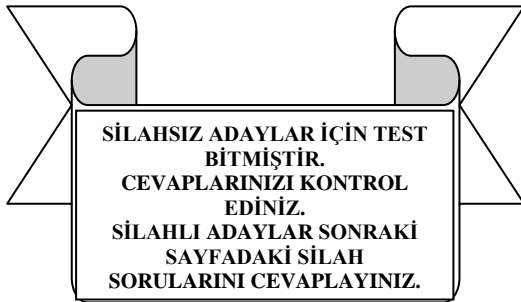 SİLAHSIZ ADAYLAR İÇİN TEST
BİTMİŞTİR.
CEVAPLARINIZI KONTROL
EDİNİZ.
SİLAHLI ADAYLAR SONRAKİ
SAYFADAKİ SİLAH
SORULARINI CEVAPLAYINIZ.